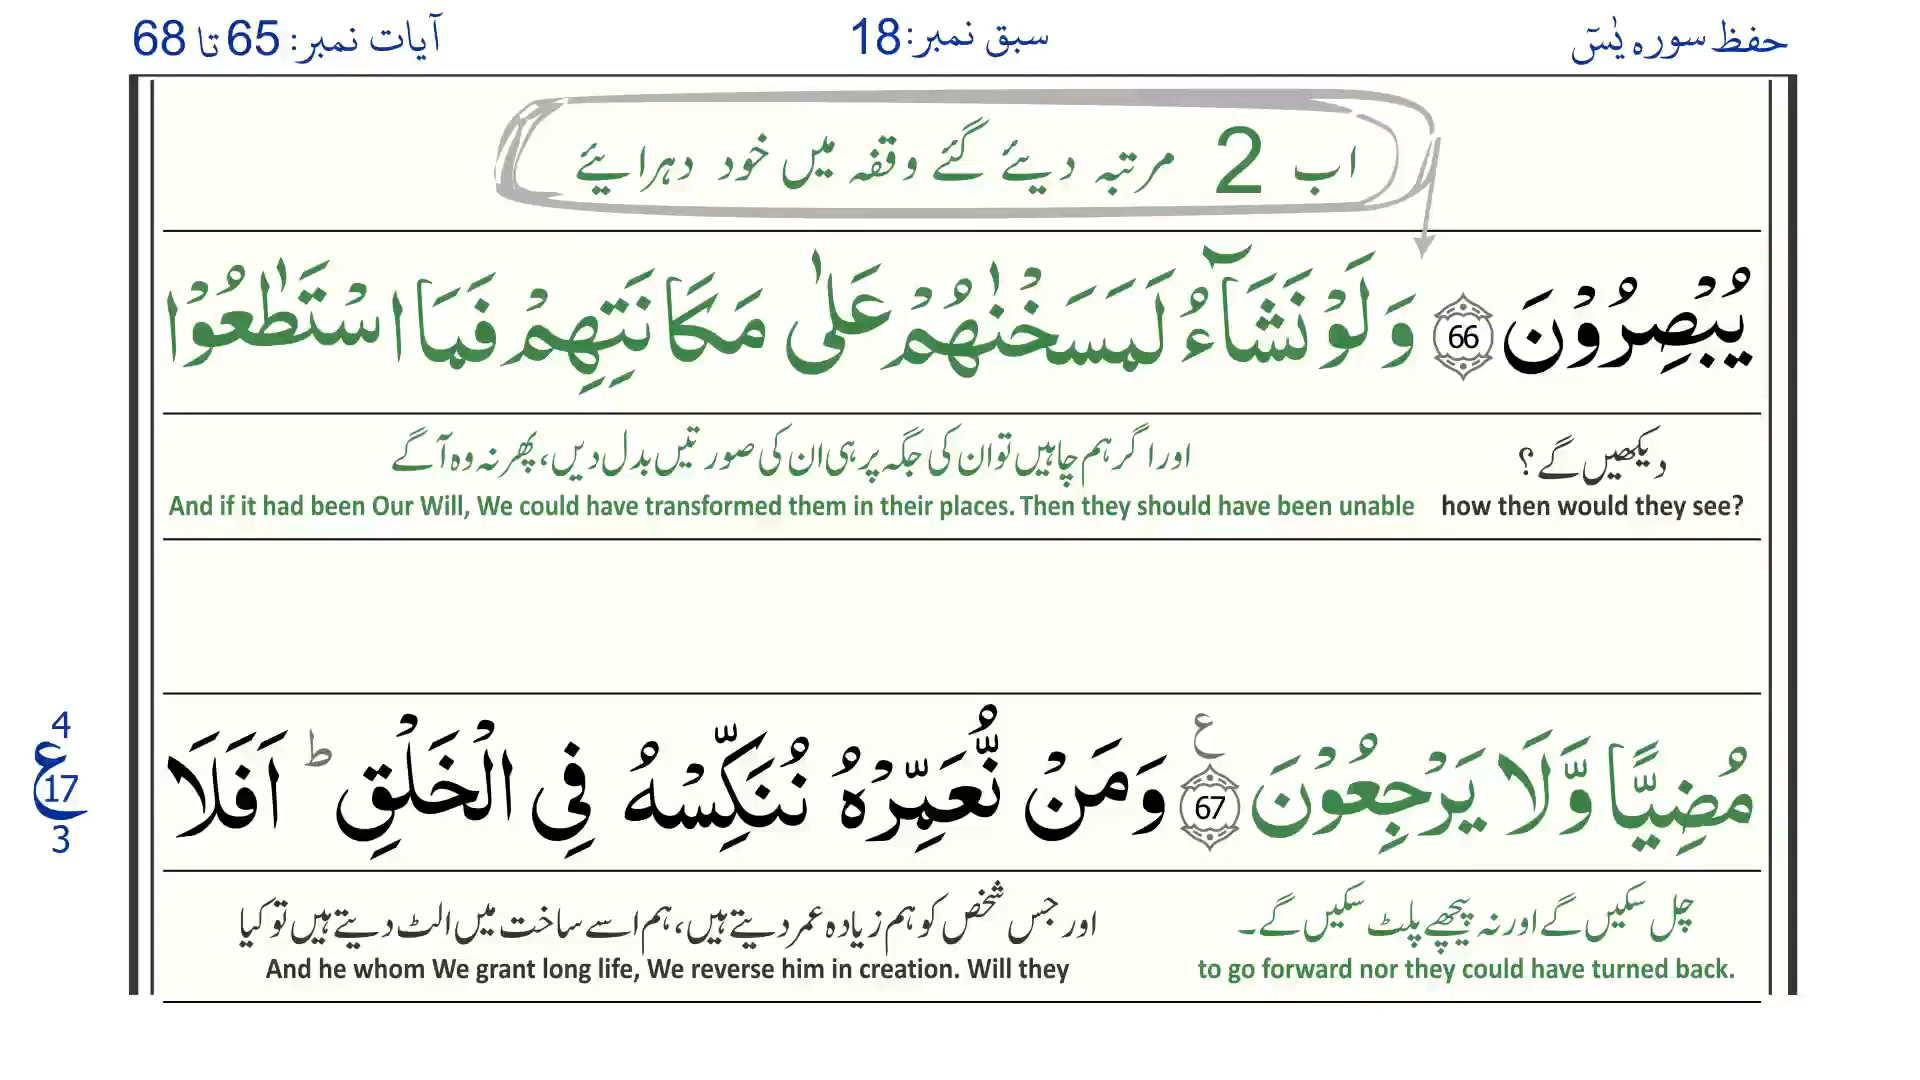 حفظ سورہ یٰسٓ سبق نمبر: 18 آیات نمبر: 65 تا 68
اب 2 مرتبہ دیئے گئے وقفہ میں خود دہرائیے
يُبْصِرُوْنَ 66 وَلَوْ نَشَآءُ لَمَسَخْنٰهُمْ عَلٰى مَكَانَتِهِمْ فَمَا اسْتَطٰعُوْا
دیکھیں گے؟ اور اگر ہم چاہیں تو ان کی جگہ پر ہی ان کی صورتیں بدل دیں، پھر نہ وہ آگے
how then would they see? And if it had been Our Will, We could have transformed them in their places. Then they should have been unable
مُضِيًّا وَّلَا يَرْجِعُوْنَ ع 67 وَمَنْ نُّعَمِّرْهُ نُنَكِّسْهُ فِى الْخَلْقِ ط اَفَلَا
4
ع 17
3
چل سکیں گے اور نہ پیچھے پلٹ سکیں گے۔ اور جس شخص کو ہم زیادہ عمر دیتے ہیں، ہم اسے ساخت میں الٹ دیتے ہیں تو کیا
to go forward nor they could have turned back. And he whom We grant long life, We reverse him in creation. Will they